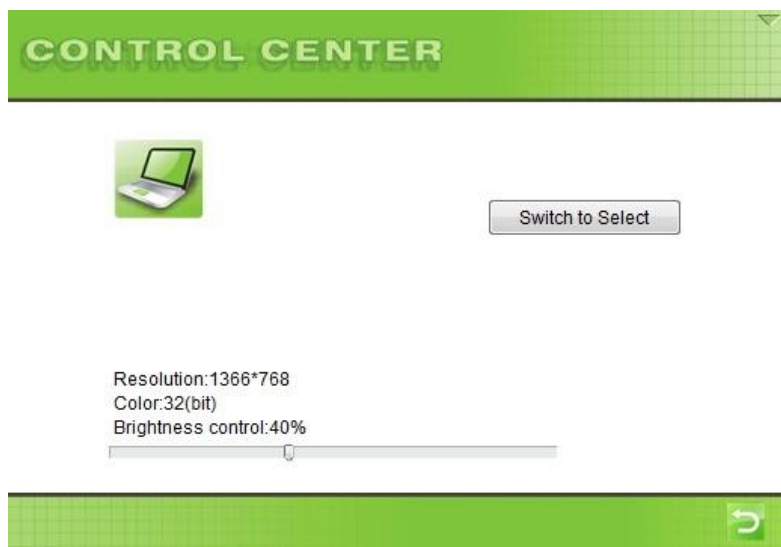 CONTROL CENTER
Switch to Select
Resolution:1366*768
Color:32(bit)
Brightness control:40%